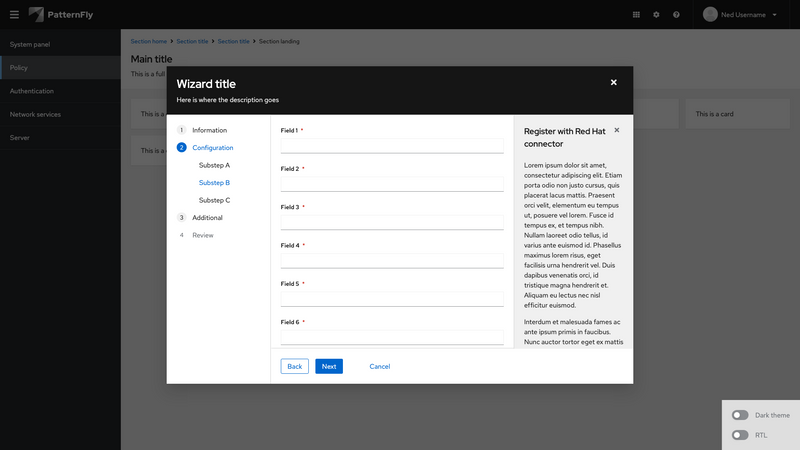 PatternFly
Ned Username
System panel
Policy
Authentication
Network services
Server
Section home
Section title
Section title
Section landing
Main title
This is a full
This is a
This is a card
This is a
Wizard title
Here is where the description goes
1 Information
2 Configuration
Substep A
Substep B
Substep C
3 Additional
4 Review
Field 1 *
Field 2 *
Field 3 *
Field 4 *
Field 5 *
Field 6 *
Register with Red Hat
connector
Lorem ipsum dolor sit amet,
consectetur adipiscing elit. Etiam
porta odio non justo cursus, quis
placerat lacus mattis. Praesent
orci velit, elementum eu tempus
ut, posuere vel lorem. Fusce id
tempus ex, et tempus nibh.
Nullam laoreet odio tellus, id
varius ante euismod id. Phasellus
maximus lorem risus, eget
facilisis urna hendrerit vel. Duis
dapibus venenatis orci, id
tristique magna hendrerit et.
Aliquam eu lectus nec nisl
efficitur euismod.
Interdum et malesuada fames ac
ante ipsum primis in faucibus.
Nunc auctor tortor eget ex mattis
Back
Next
Cancel
Dark theme
RTL